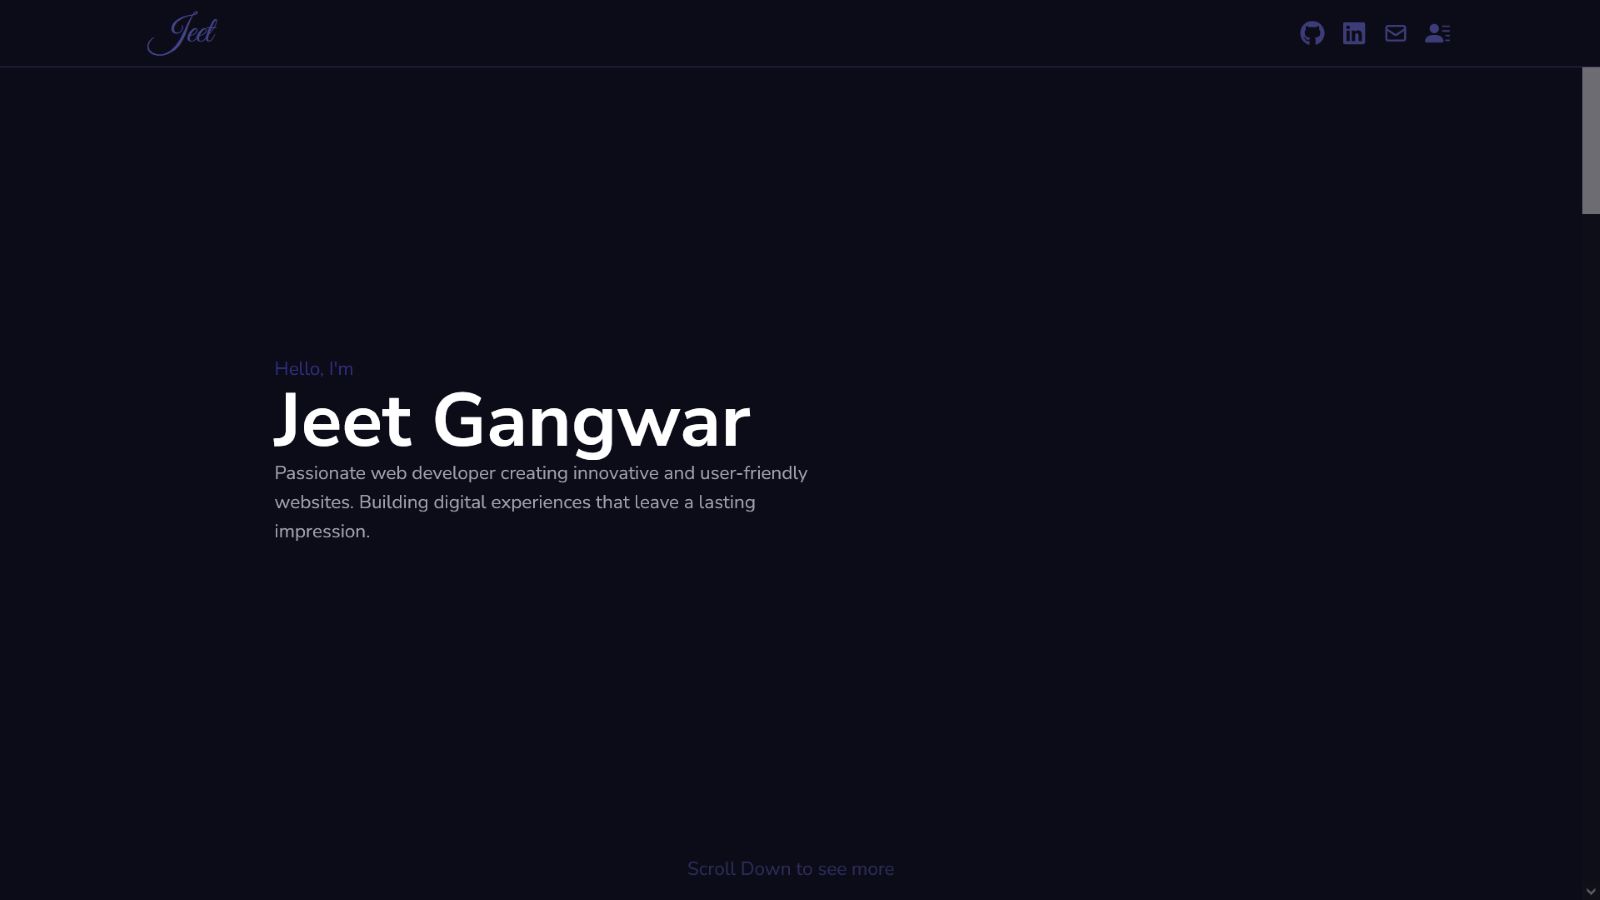 Jeet
Hello, I'm
Jeet Gangwar
Passionate web developer creating innovative and user-friendly
websites. Building digital experiences that leave a lasting
impression.
Scroll Down to see more